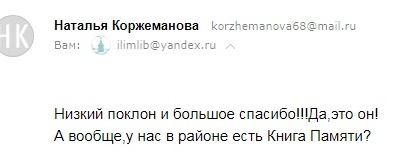 НК
Наталья Коржеманова korzhemanova68@mail.ru
Вам: ilimlib@yandex.ru
Низкий поклон и большое спасибо!!!Да,это он!
А вообще,у нас в районе есть Книга Памяти?